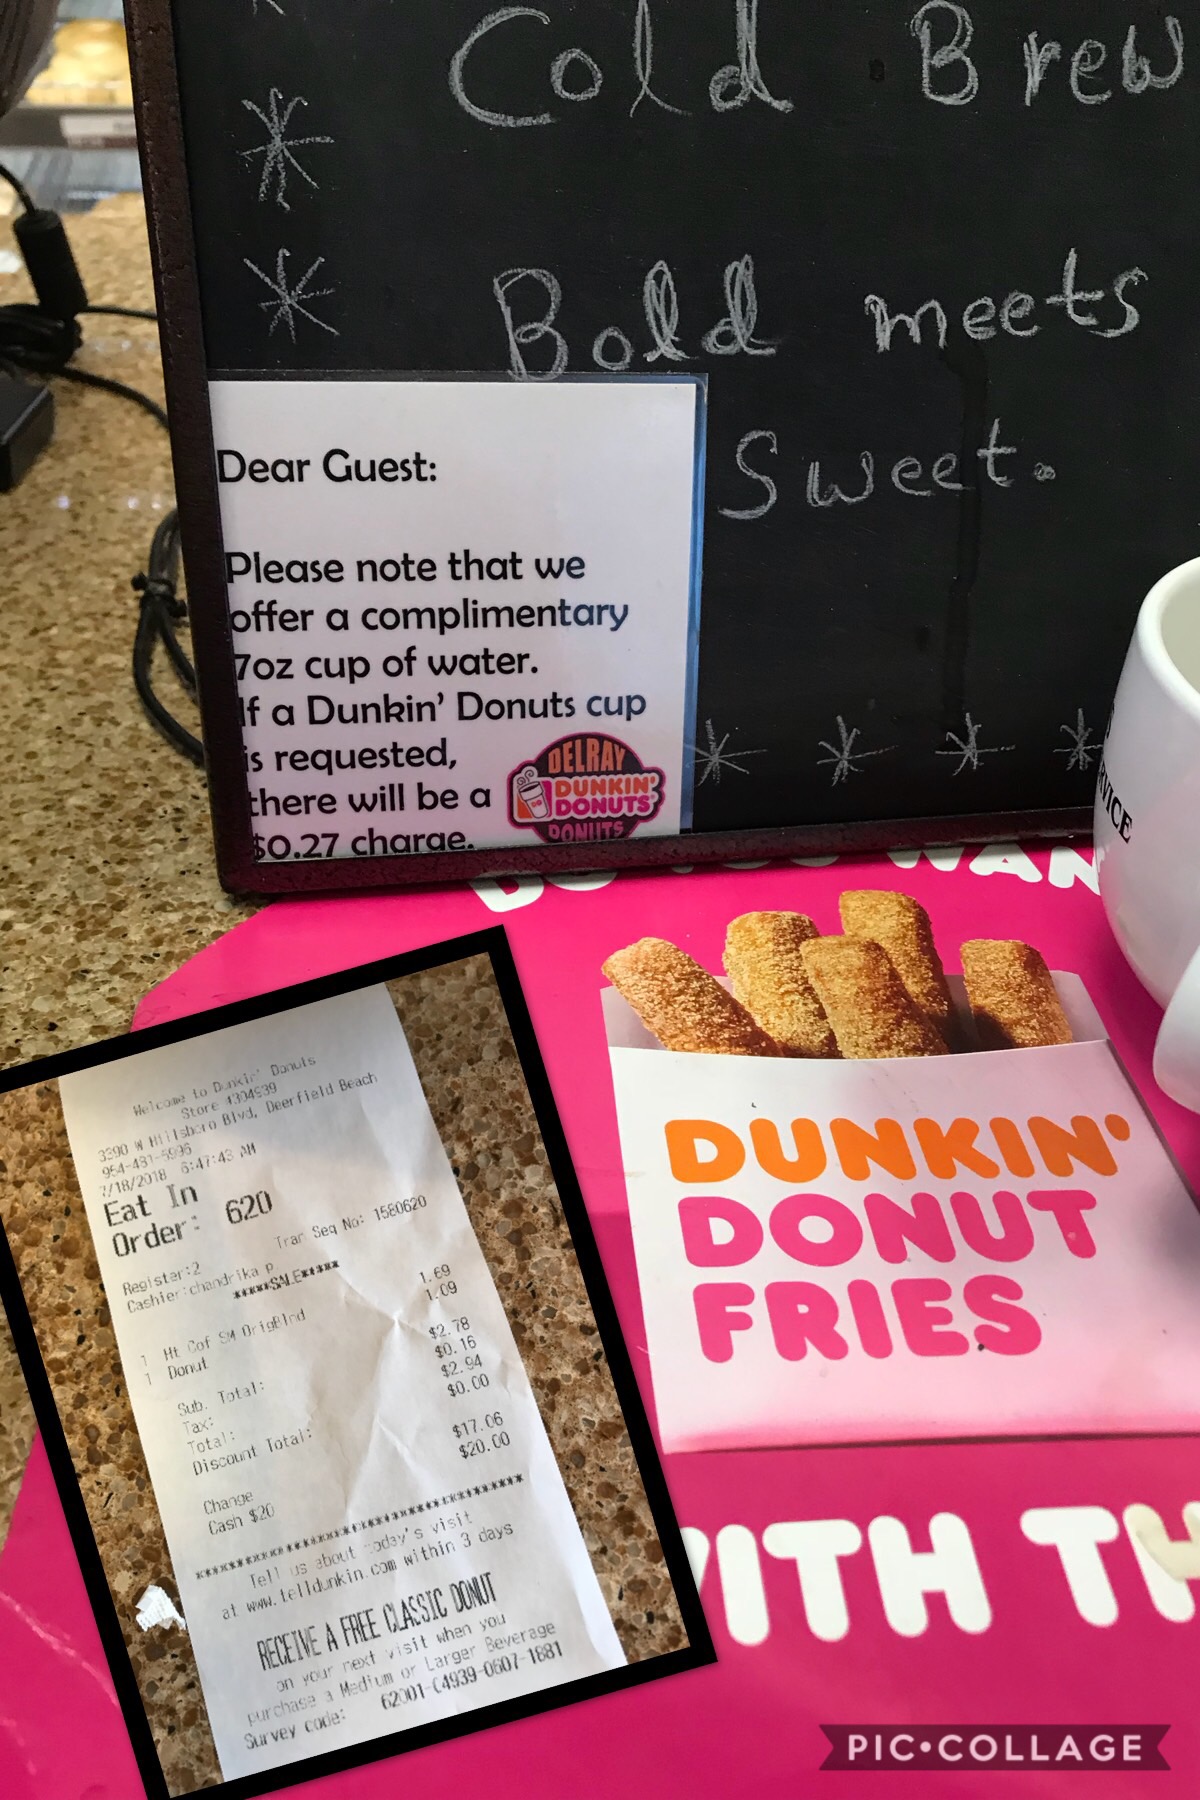 Cold Brew
Bold meets
Sweet.
Dear Guest:
Please note that we
offer a complimentary
7oz cup of water.
If a Dunkin' Donuts cup
is requested,
there will be a
$0.27 charge.
DELRAY
DUNKIN'
DONUTS
DONUTS
DUNKIN'
DONUT
FRIES
WITH
Welcome to Dunkin' Donuts
Store #304939
3390 W Hillsboro Blvd, Deerfield Beach
954-481-5996
7/18/2018 6:47:43 AM
Eat In
Order: 620
Tran Seq No: 1580620
Register:2
Cashier:chandrika p
*****SALE*****
1 Ht Cof SM OrigBlnd 1.69
1 Donut 1.09
Sub. Total: $2.78
Tax: $0.16
Total: $2.94
Discount Total: $0.00
Change $17.06
Cash $20 $20.00
Tell us about today's visit
at www.telldunkin.com within 3 days
RECEIVE A FREE CLASSIC DONUT
on your next visit when you
purchase a Medium or Larger Beverage
Survey code: 62001-04939-0607-1881
PIC•COLLAGE